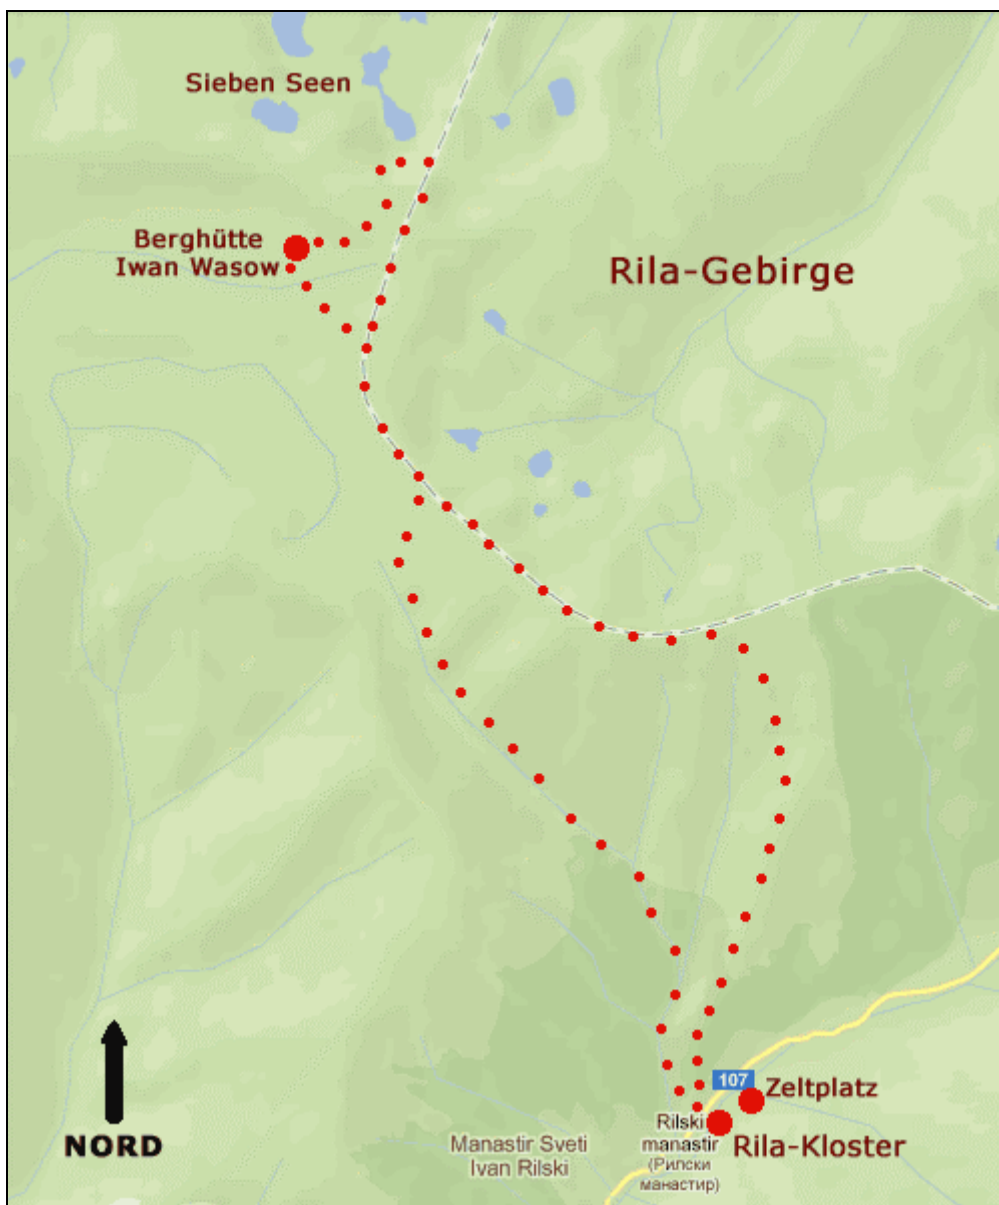 Sieben Seen
Berghütte
Iwan Wasow
Rila-Gebirge
107
Zeltplatz
Rilski
manastir
(Рилски
манастир)
Rila-Kloster
Manastir Sveti
Ivan Rilski
NORD